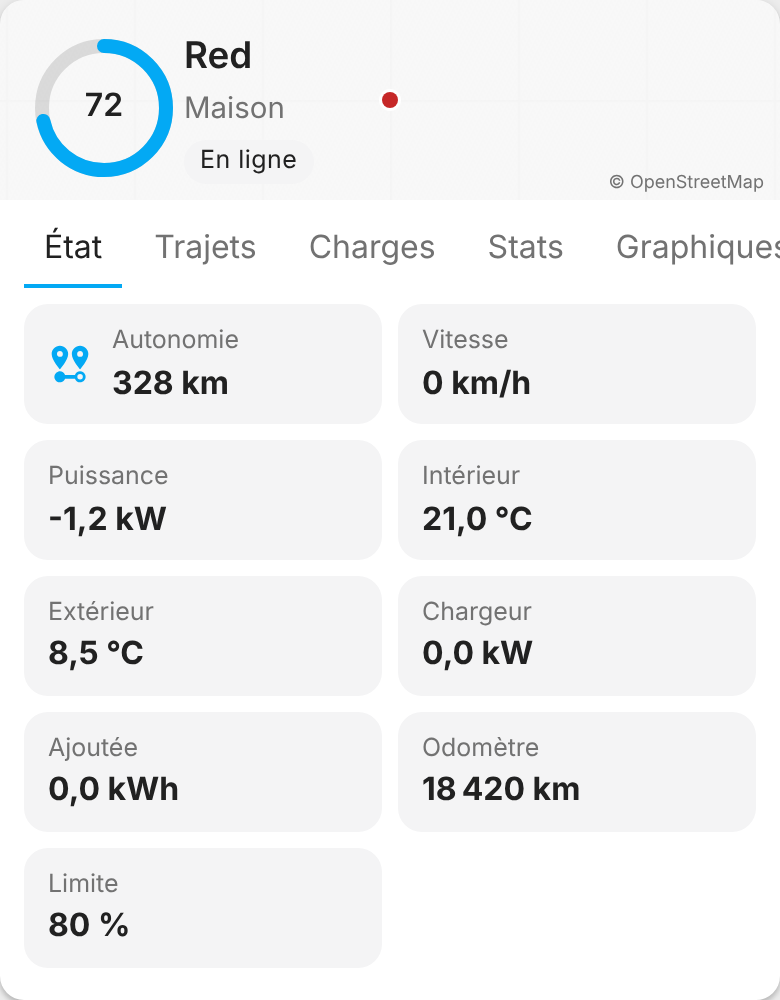 72
Red
Maison
En ligne
© OpenStreetMap
État
Trajets
Charges
Stats
Graphiques
Autonomie
328 km
Vitesse
0 km/h
Puissance
-1,2 kW
Intérieur
21,0 °C
Extérieur
8,5 °C
Chargeur
0,0 kW
Ajoutée
0,0 kWh
Odomètre
18 420 km
Limite
80 %